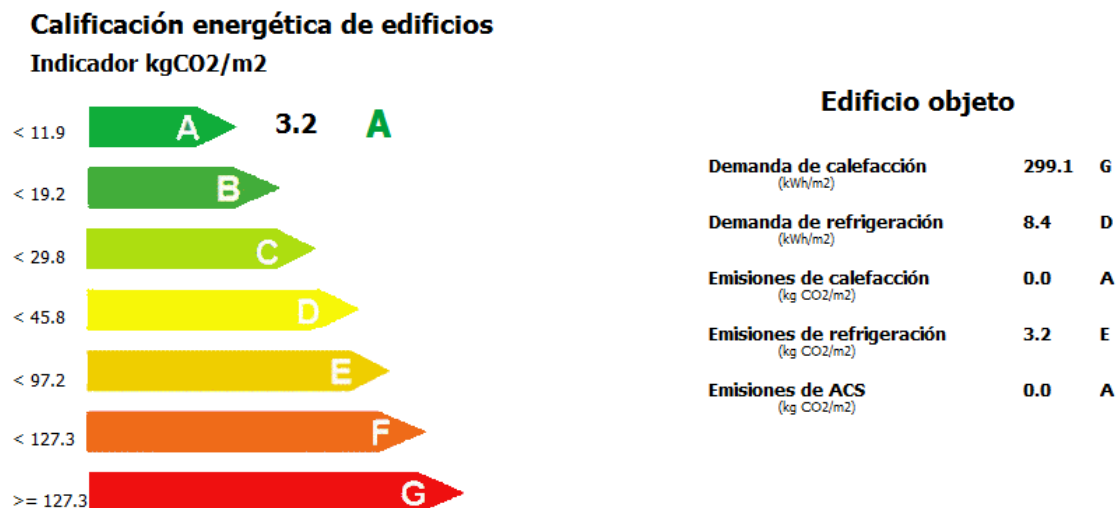 Calificación energética de edificios
Indicador kgCO2/m2
< 11.9 A 3.2 A
< 19.2 B
< 29.8 C
< 45.8 D
< 97.2 E
< 127.3 F
>= 127.3 G
Edificio objeto
Demanda de calefacción 299.1 G
(kWh/m2)
Demanda de refrigeración 8.4 D
(kWh/m2)
Emisiones de calefacción 0.0 A
(kg CO2/m2)
Emisiones de refrigeración 3.2 E
(kg CO2/m2)
Emisiones de ACS 0.0 A
(kg CO2/m2)